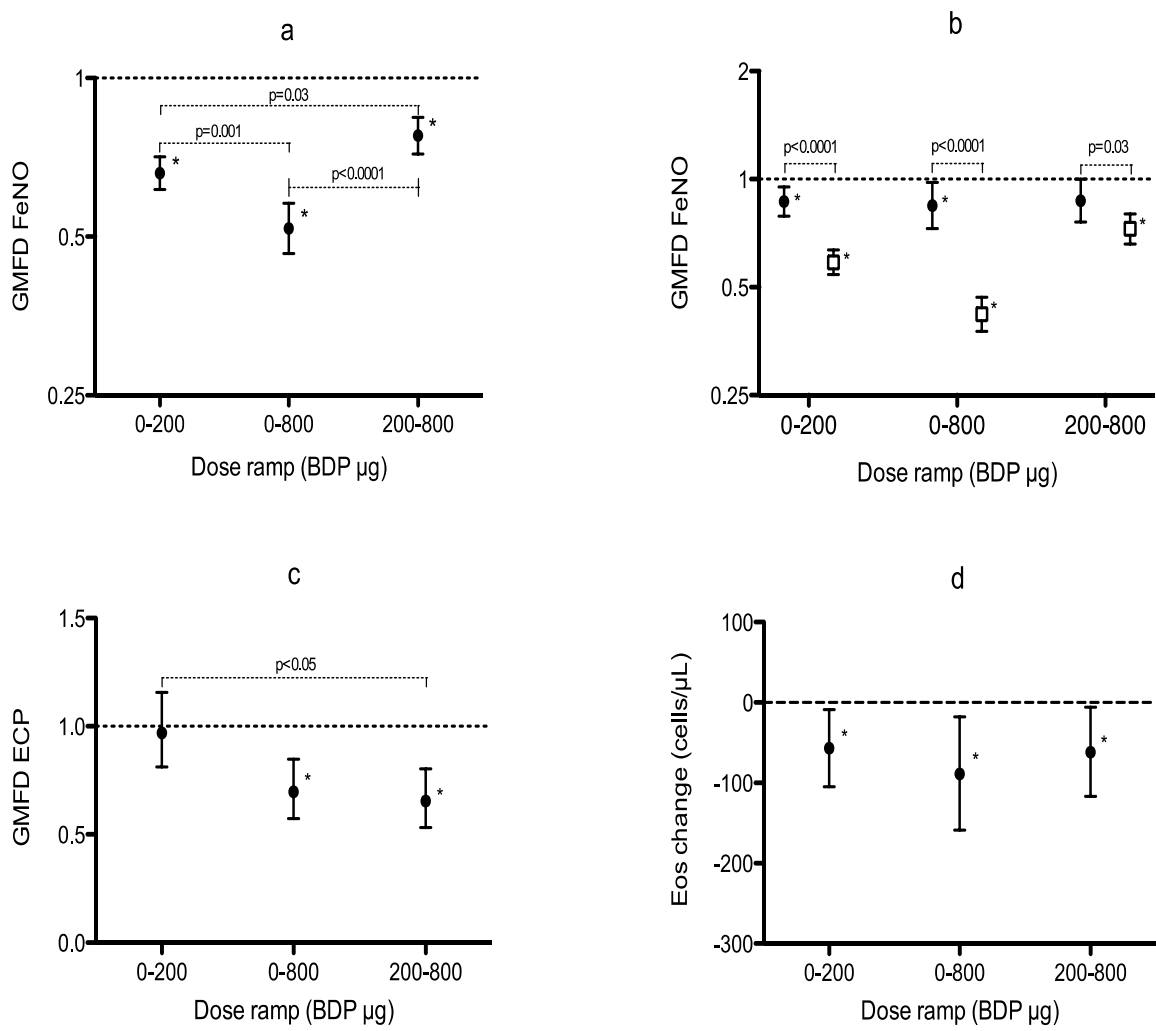 a
1
0.5
0.25
GMFD FeNO
p=0.03
p=0.001
p<0.0001
*
*
*
0-200
0-800
200-800
Dose ramp (BDP µg)
b
2
1
0.5
0.25
GMFD FeNO
p<0.0001
p<0.0001
p=0.03
*
*
*
*
*
0-200
0-800
200-800
Dose ramp (BDP µg)
c
1.5
1.0
0.5
0.0
GMFD ECP
p<0.05
*
*
0-200
0-800
200-800
Dose ramp (BDP µg)
d
100
0
-100
-200
-300
Eos change (cells/µL)
*
*
*
0-200
0-800
200-800
Dose ramp (BDP µg)